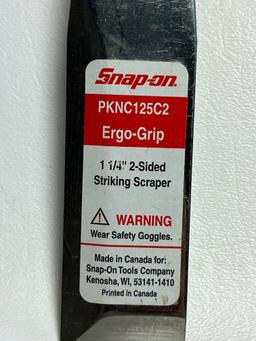 Snap-on.
PKNC125C2
Ergo-Grip
1 1/4" 2-Sided
Striking Scraper
WARNING
Wear Safety Goggles.
Made in Canada for:
Snap-On Tools Company
Kenosha, WI, 53141-1410
Printed in Canada